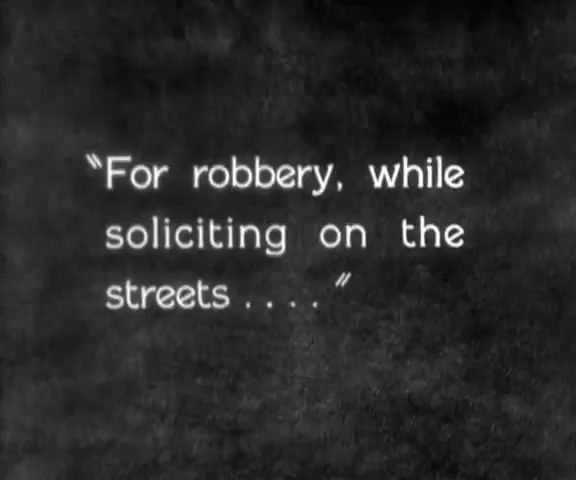 "For robbery, while
soliciting on the
streets . . . . "